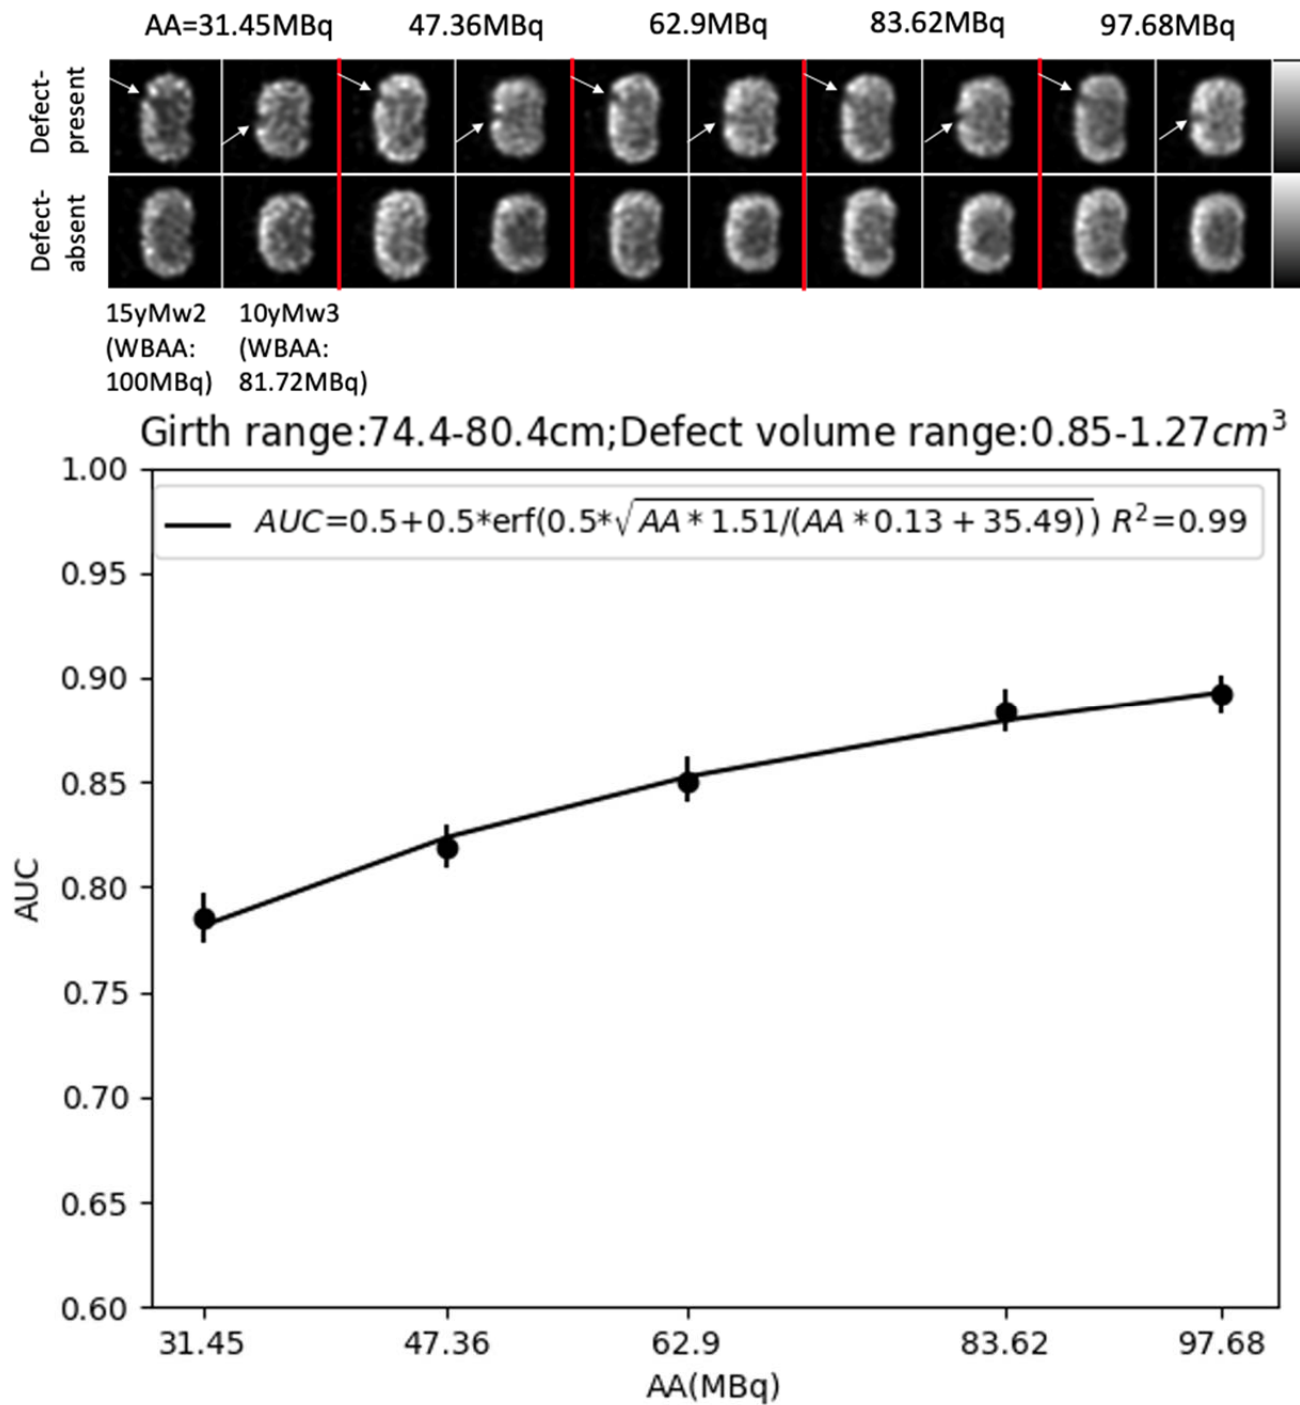 AA=31.45MBq 47.36MBq 62.9MBq 83.62MBq 97.68MBq
Defect-
present
Defect-
absent
15yMw2 10yMw3
(WBAA: (WBAA:
100MBq) 81.72MBq)
Girth range:74.4-80.4cm;Defect volume range:0.85-1.27cm³
AUC=0.5+0.5*erf(0.5*√AA * 1.51/(AA * 0.13 + 35.49)) R²=0.99
1.00
0.95
0.90
0.85
0.80
0.75
0.70
0.65
0.60
AUC
31.45 47.36 62.9 83.62 97.68
AA(MBq)